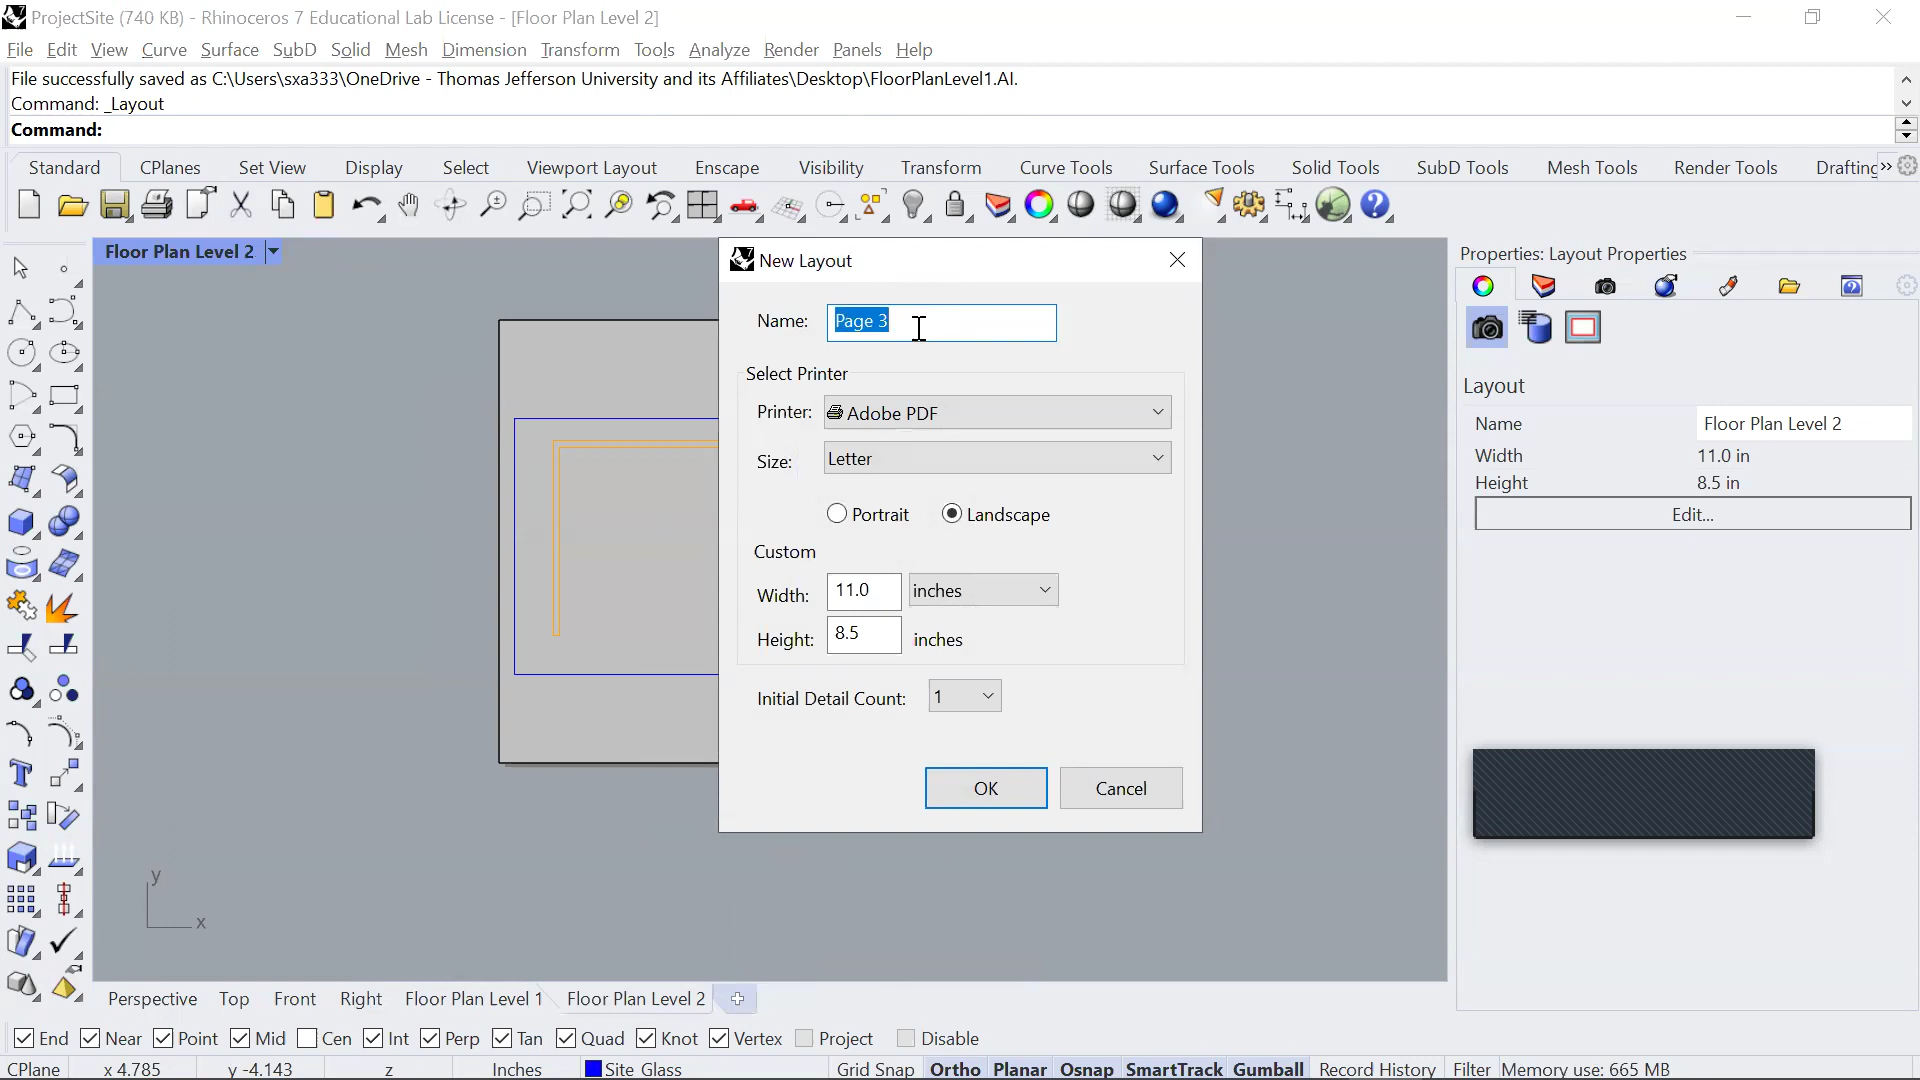 ProjectSite (740 KB) - Rhinoceros 7 Educational Lab License - [Floor Plan Level 2]
File Edit View Curve Surface SubD Solid Mesh Dimension Transform Tools Analyze Render Panels Help
File successfully saved as C:\Users\sxa333\OneDrive - Thomas Jefferson University and its Affiliates\Desktop\FloorPlanLevel1.AI.
Command: _Layout
Command:
Standard CPlanes Set View Display Select Viewport Layout Enscape Visibility Transform Curve Tools Surface Tools Solid Tools SubD Tools Mesh Tools Render Tools Drafting »
Floor Plan Level 2
New Layout
Name: Page 3
Select Printer
Printer: Adobe PDF
Size: Letter
Portrait Landscape
Custom
Width: 11.0 inches
Height: 8.5 inches
Initial Detail Count: 1
OK Cancel
Properties: Layout Properties
Layout
Name Floor Plan Level 2
Width 11.0 in
Height 8.5 in
Edit...
y
x
Perspective Top Front Right Floor Plan Level 1 Floor Plan Level 2
End Near Point Mid Cen Int Perp Tan Quad Knot Vertex Project Disable
CPlane x 4.785 y -4.143 z Inches Site Glass Grid Snap Ortho Planar Osnap SmartTrack Gumball Record History Filter Memory use: 665 MB